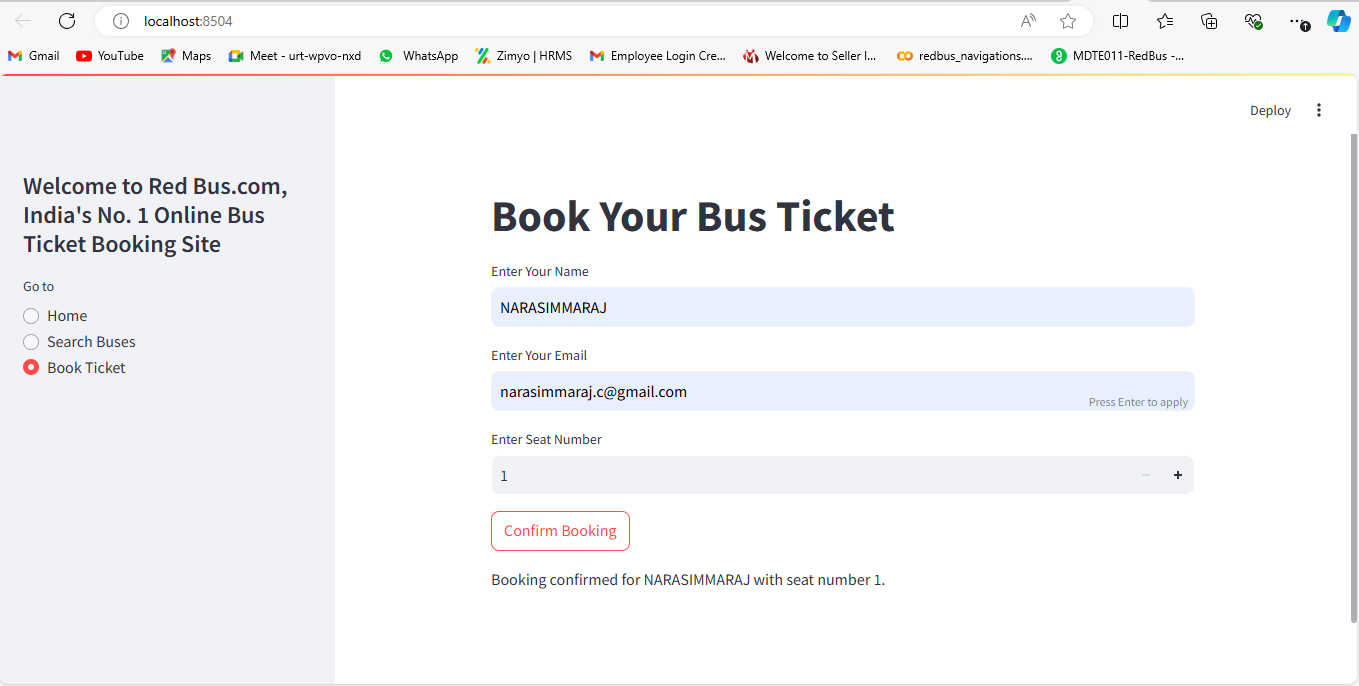 localhost:8504
Gmail YouTube Maps Meet - urt-wpvo-nxd WhatsApp Zimyo | HRMS Employee Login Cre... Welcome to Seller I... redbus_navigations.... MDTE011-RedBus -...
Deploy
Welcome to Red Bus.com,
India's No. 1 Online Bus
Ticket Booking Site
Go to
Home
Search Buses
Book Ticket
Book Your Bus Ticket
Enter Your Name
NARASIMMARAJ
Enter Your Email
narasimmaraj.c@gmail.com
Press Enter to apply
Enter Seat Number
1
Confirm Booking
Booking confirmed for NARASIMMARAJ with seat number 1.